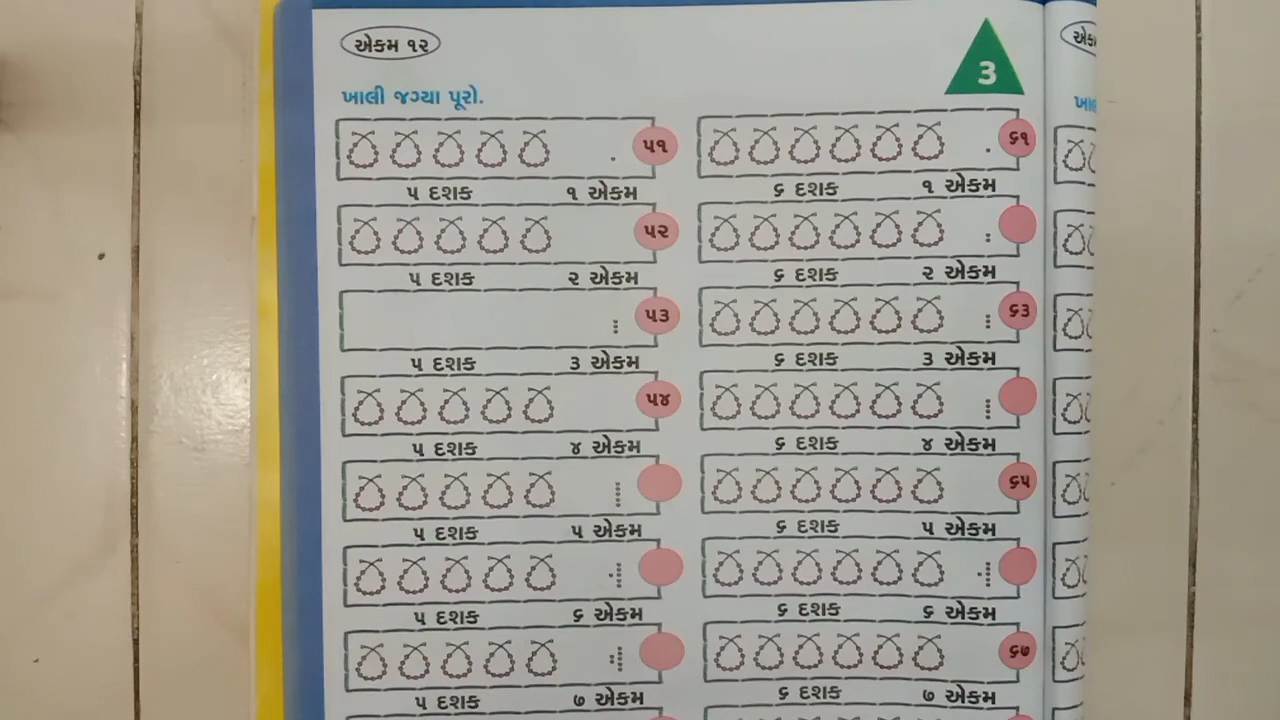 એકમ ૧૨
3
ખાલી જગ્યા પૂરો.
૫૧
૫ દશક ૧ એકમ
૫૨
૫ દશક ૨ એકમ
૫૩
૫ દશક ૩ એકમ
૫૪
૫ દશક ૪ એકમ
૫ દશક ૫ એકમ
૫ દશક ૬ એકમ
૫ દશક ૭ એકમ
૬૧
૬ દશક ૧ એકમ
૬ દશક ૨ એકમ
૬૩
૬ દશક ૩ એકમ
૬ દશક ૪ એકમ
૬૫
૬ દશક ૫ એકમ
૬ દશક ૬ એકમ
૬૭
૬ દશક ૭ એકમ